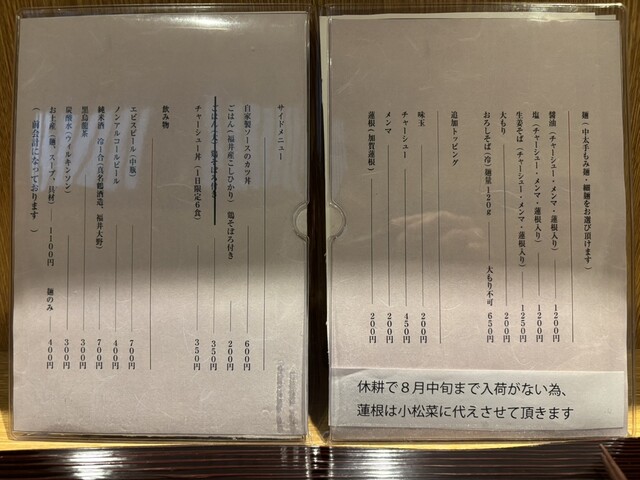 麺(中太手もみ麺・細麺をお選び頂けます)
醤油(チャーシュー・メンマ・蓮根入り) 1200円
塩(チャーシュー・メンマ・蓮根入り) 1200円
生姜そば(チャーシュー・メンマ・蓮根入り) 1250円
大もり 200円
おろしそば(冷)麺量120g 大もり不可 650円
追加トッピング
味玉 200円
チャーシュー 450円
メンマ 200円
蓮根(加賀蓮根) 200円
休耕で8月中旬まで入荷がない為、
蓮根は小松菜に代えさせて頂きます
サイドメニュー
自家製ソースのカツ丼 600円
ごはん(福井産こしひかり)鶏そぼろ付き 200円
ごはん大 鶏そぼろ付き 350円
チャーシュー丼(1日限定6食) 350円
飲み物
エビスビール(中瓶) 700円
ノンアルコールビール 400円
純米酒 冷1合(真名鶴酒造、福井大野) 700円
黒烏龍茶 300円
炭酸水(ウィルキンソン) 300円
お土産(麺、スープ、具材) 1100円 麺のみ 400円
(前会計になっております)